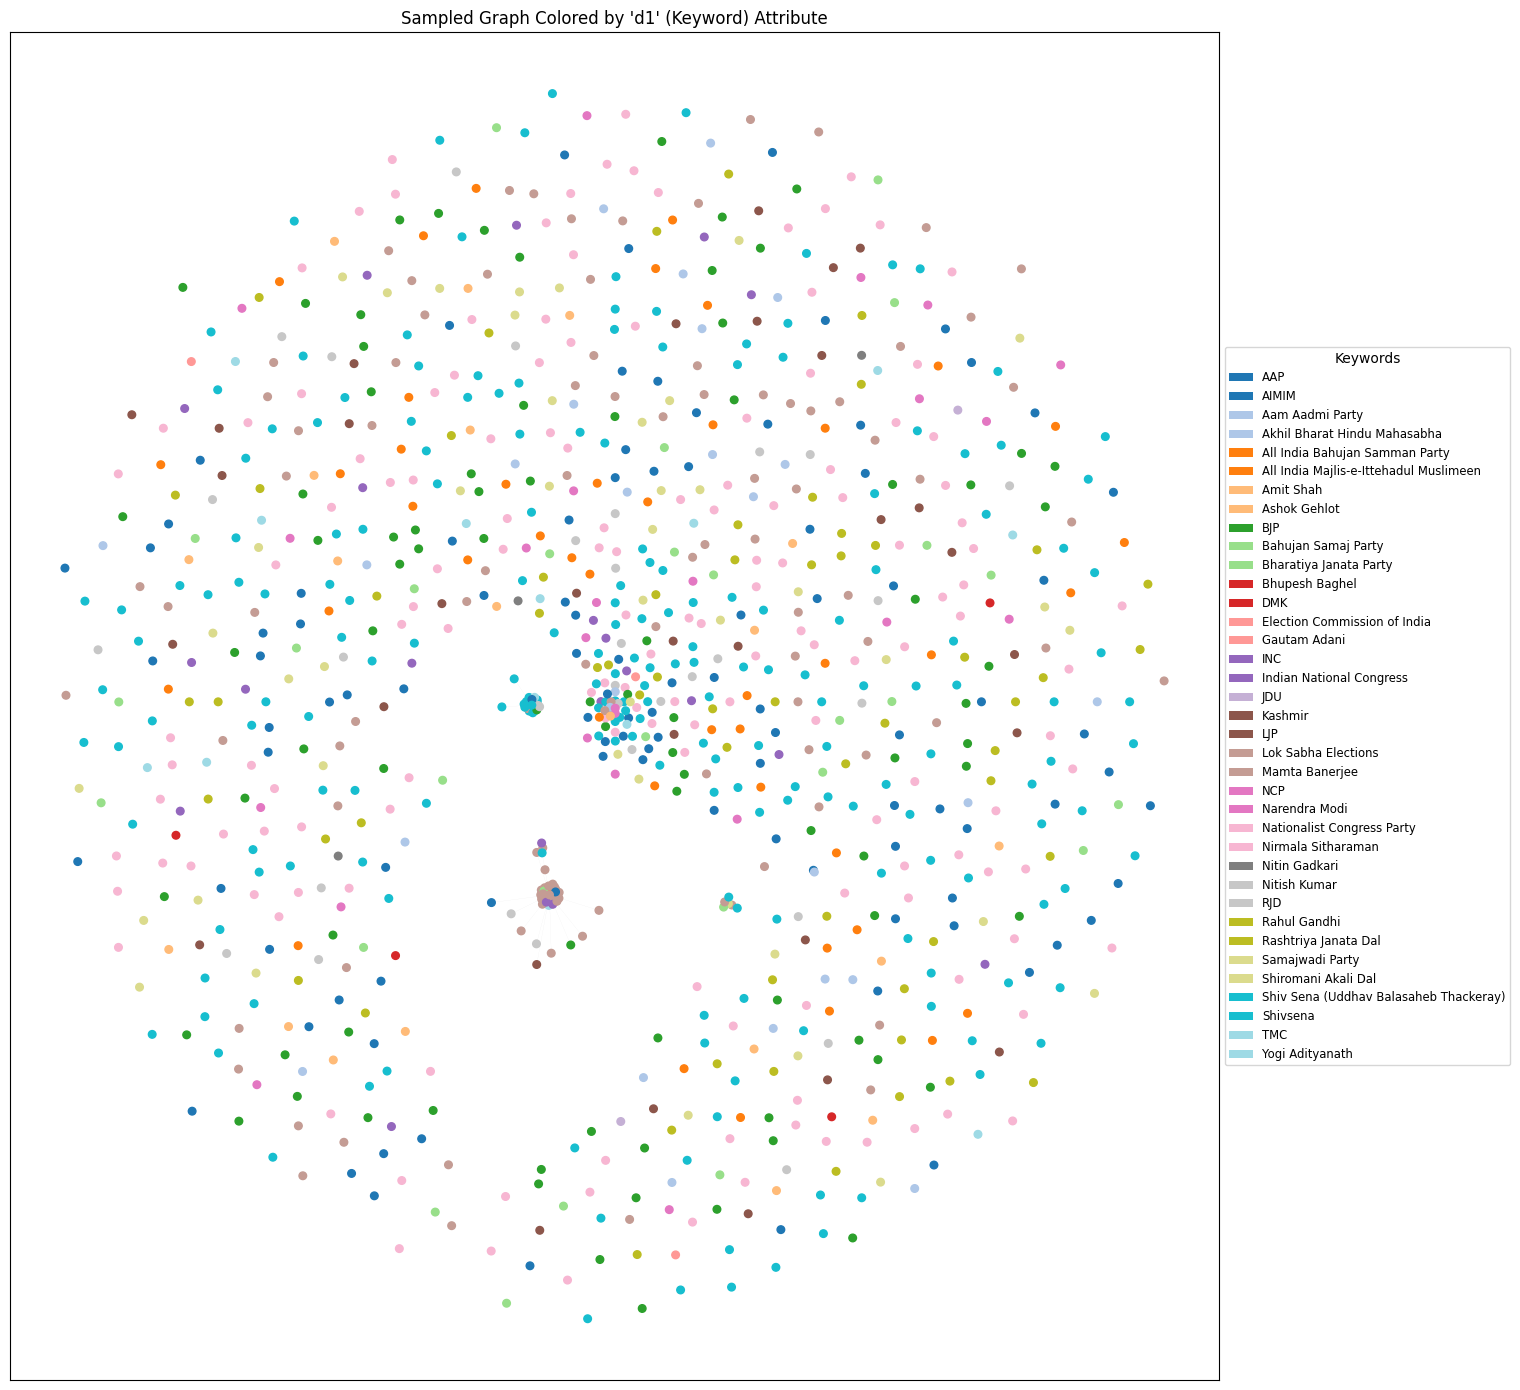 Sampled Graph Colored by 'd1' (Keyword) Attribute
Keywords
AAP
AIMIM
Aam Aadmi Party
Akhil Bharat Hindu Mahasabha
All India Bahujan Samman Party
All India Majlis-e-Ittehadul Muslimeen
Amit Shah
Ashok Gehlot
BJP
Bahujan Samaj Party
Bharatiya Janata Party
Bhupesh Baghel
DMK
Election Commission of India
Gautam Adani
INC
Indian National Congress
JDU
Kashmir
LJP
Lok Sabha Elections
Mamta Banerjee
NCP
Narendra Modi
Nationalist Congress Party
Nirmala Sitharaman
Nitin Gadkari
Nitish Kumar
RJD
Rahul Gandhi
Rashtriya Janata Dal
Samajwadi Party
Shiromani Akali Dal
Shiv Sena (Uddhav Balasaheb Thackeray)
Shivsena
TMC
Yogi Adityanath